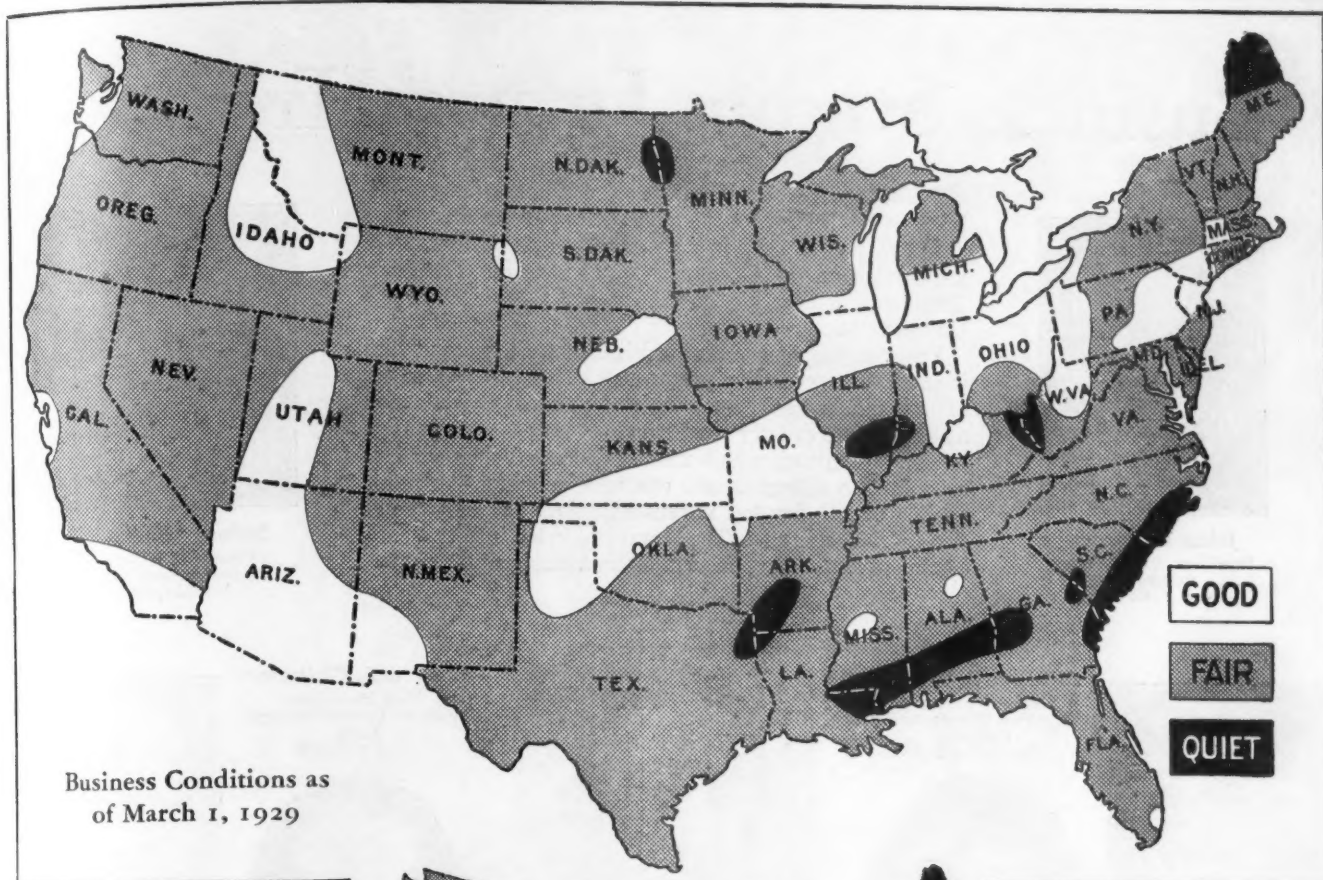 WASH.
OREG.
CAL.
NEV.
IDAHO
MONT.
WYO.
UTAH
COLO.
ARIZ.
N.MEX.
N.DAK.
S.DAK.
NEB.
KANS.
OKLA.
TEX.
MINN.
IOWA
MO.
ARK.
LA.
WIS.
ILL.
MICH.
IND.
OHIO
KY.
TENN.
MISS.
ALA.
GA.
FLA.
S.C.
N.C.
VA.
W.VA.
MD.
DEL.
PA.
N.J.
N.Y.
CONN.
MASS.
VT.
N.H.
ME.
GOOD
FAIR
QUIET
Business Conditions as
of March 1, 1929